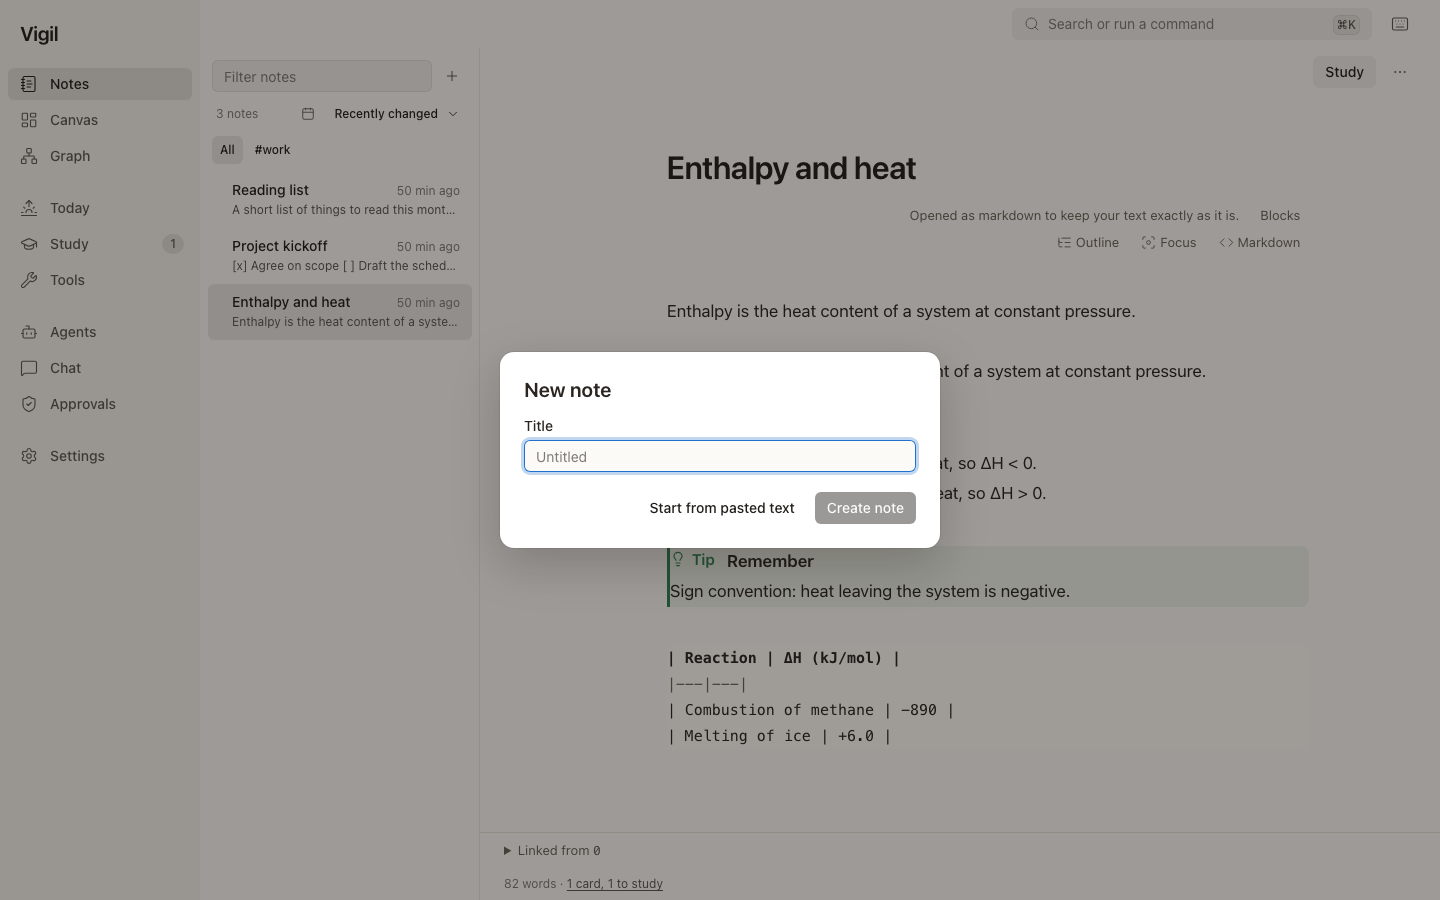 Vigil
Search or run a command
⌘K
Notes
Canvas
Graph
Today
Study
1
Tools
Agents
Chat
Approvals
Settings
Filter notes
3 notes
Recently changed
All
#work
Reading list
50 min ago
A short list of things to read this mont...
Project kickoff
50 min ago
[x] Agree on scope [ ] Draft the sched...
Enthalpy and heat
50 min ago
Enthalpy is the heat content of a syste...
Study
Enthalpy and heat
Opened as markdown to keep your text exactly as it is.
Blocks
Outline
Focus
Markdown
Enthalpy is the heat content of a system at constant pressure.
nt of a system at constant pressure.
at, so ΔH < 0.
eat, so ΔH > 0.
New note
Title
Untitled
Start from pasted text
Create note
Tip Remember
Sign convention: heat leaving the system is negative.
| Reaction | ΔH (kJ/mol) |
|---|---|
| Combustion of methane | −890 |
| Melting of ice | +6.0 |
Linked from 0
82 words · 1 card, 1 to study